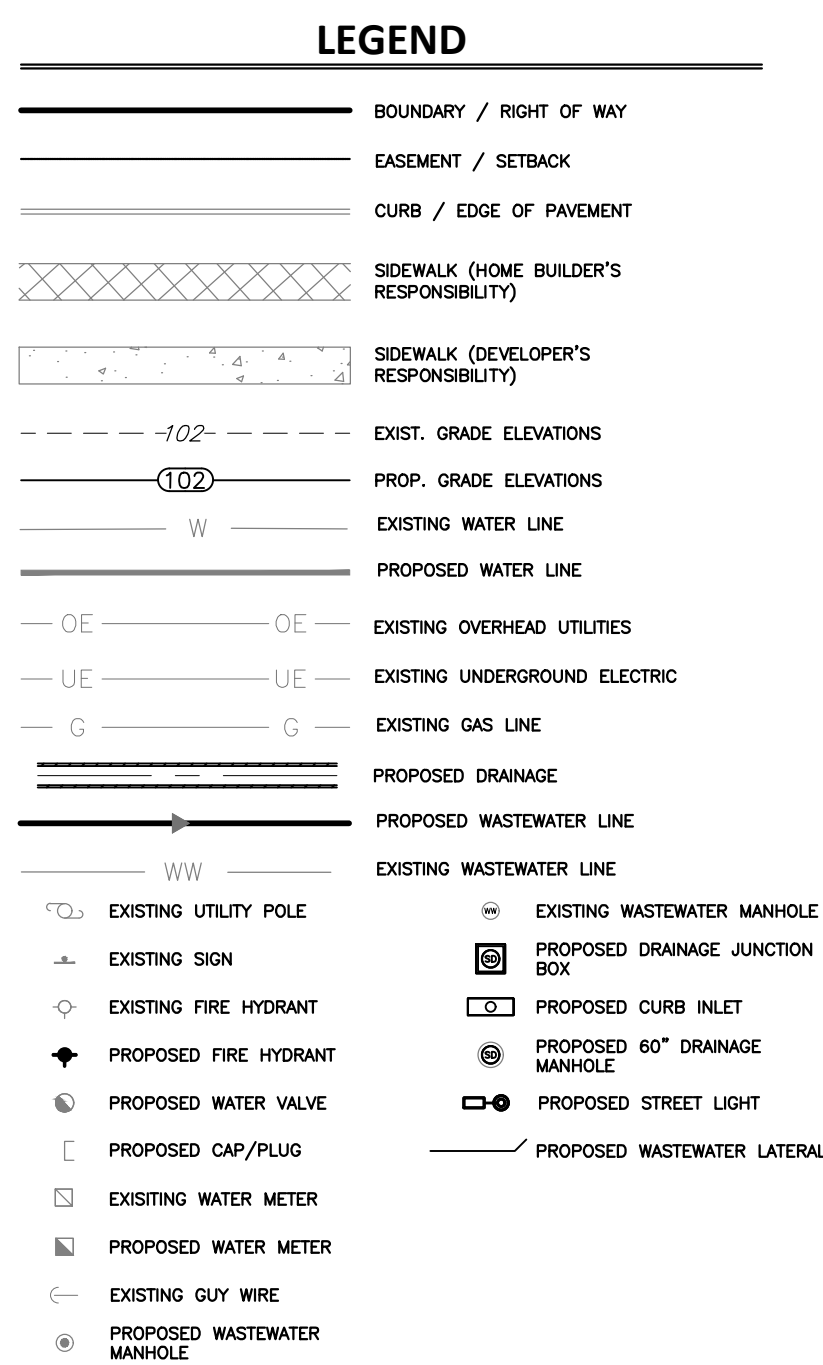 LEGEND
BOUNDARY / RIGHT OF WAY
EASEMENT / SETBACK
CURB / EDGE OF PAVEMENT
SIDEWALK (HOME BUILDER'S
RESPONSIBILITY)
SIDEWALK (DEVELOPER'S
RESPONSIBILITY)
102 EXIST. GRADE ELEVATIONS
102 PROP. GRADE ELEVATIONS
W EXISTING WATER LINE
PROPOSED WATER LINE
OE OE EXISTING OVERHEAD UTILITIES
UE UE EXISTING UNDERGROUND ELECTRIC
G G EXISTING GAS LINE
PROPOSED DRAINAGE
PROPOSED WASTEWATER LINE
WW EXISTING WASTEWATER LINE
EXISTING UTILITY POLE
EXISTING SIGN
EXISTING FIRE HYDRANT
PROPOSED FIRE HYDRANT
PROPOSED WATER VALVE
PROPOSED CAP/PLUG
EXISITING WATER METER
PROPOSED WATER METER
EXISTING GUY WIRE
PROPOSED WASTEWATER
MANHOLE
WW EXISTING WASTEWATER MANHOLE
SD PROPOSED DRAINAGE JUNCTION
BOX
PROPOSED CURB INLET
SD PROPOSED 60" DRAINAGE
MANHOLE
PROPOSED STREET LIGHT
PROPOSED WASTEWATER LATERAL